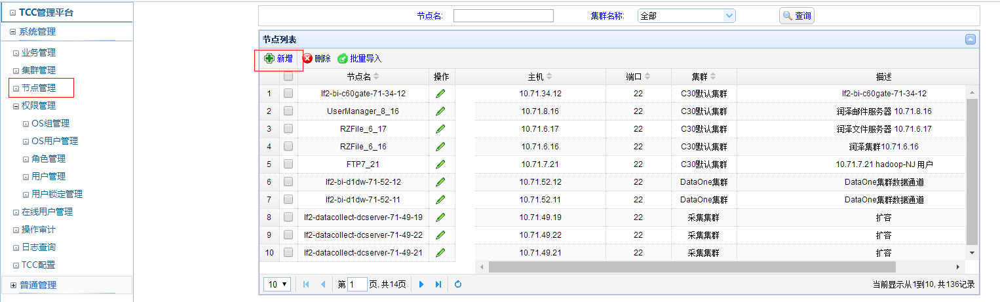 TCC管理平台
系统管理
业务管理
集群管理
节点管理
权限管理
OS组管理
OS用户管理
角色管理
用户管理
用户锁定管理
在线用户管理
操作审计
日志查询
TCC配置
普通管理
节点名: 集群名称: 全部 查询
节点列表
新增 删除 批量导入
节点名 操作 主机 端口 集群 描述
1 lf2-bi-c60gate-71-34-12 10.71.34.12 22 C30默认集群 lf2-bi-c60gate-71-34-12
2 UserManager_8_16 10.71.8.16 22 C30默认集群 润泽邮件服务器 10.71.8.16
3 RZFile_6_17 10.71.6.17 22 C30默认集群 润泽文件服务器 10.71.6.17
4 RZFile_6_16 10.71.6.16 22 C30默认集群 润泽集群10.71.6.16
5 FTP7_21 10.71.7.21 22 C30默认集群 10.71.7.21 hadoop-NJ 用户
6 lf2-bi-d1dw-71-52-12 10.71.52.12 22 DataOne集群 DataOne集群数据通道
7 lf2-bi-d1dw-71-52-11 10.71.52.11 22 DataOne集群 DataOne集群数据通道
8 lf2-datacollect-dcserver-71-49-19 10.71.49.19 22 采集集群 扩容
9 lf2-datacollect-dcserver-71-49-22 10.71.49.22 22 采集集群 扩容
10 lf2-datacollect-dcserver-71-49-21 10.71.49.21 22 采集集群 扩容
10 第 1 页, 共14页 当前显示从1到10, 共136记录